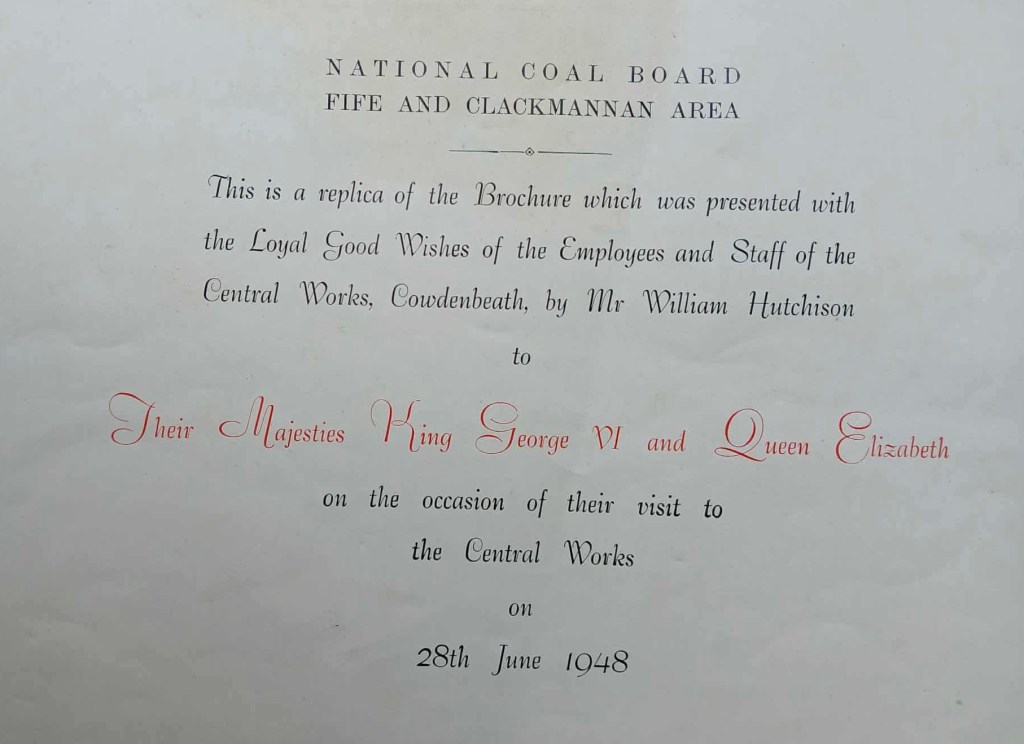 NATIONAL COAL BOARD
FIFE AND CLACKMANNAN AREA
This is a replica of the Brochure which was presented with
the Loyal Good Wishes of the Employees and Staff of the
Central Works, Cowdenbeath, by Mr William Hutchison
to
Their Majesties King George VI and Queen Elizabeth
on the occasion of their visit to
the Central Works
on
28th June 1948